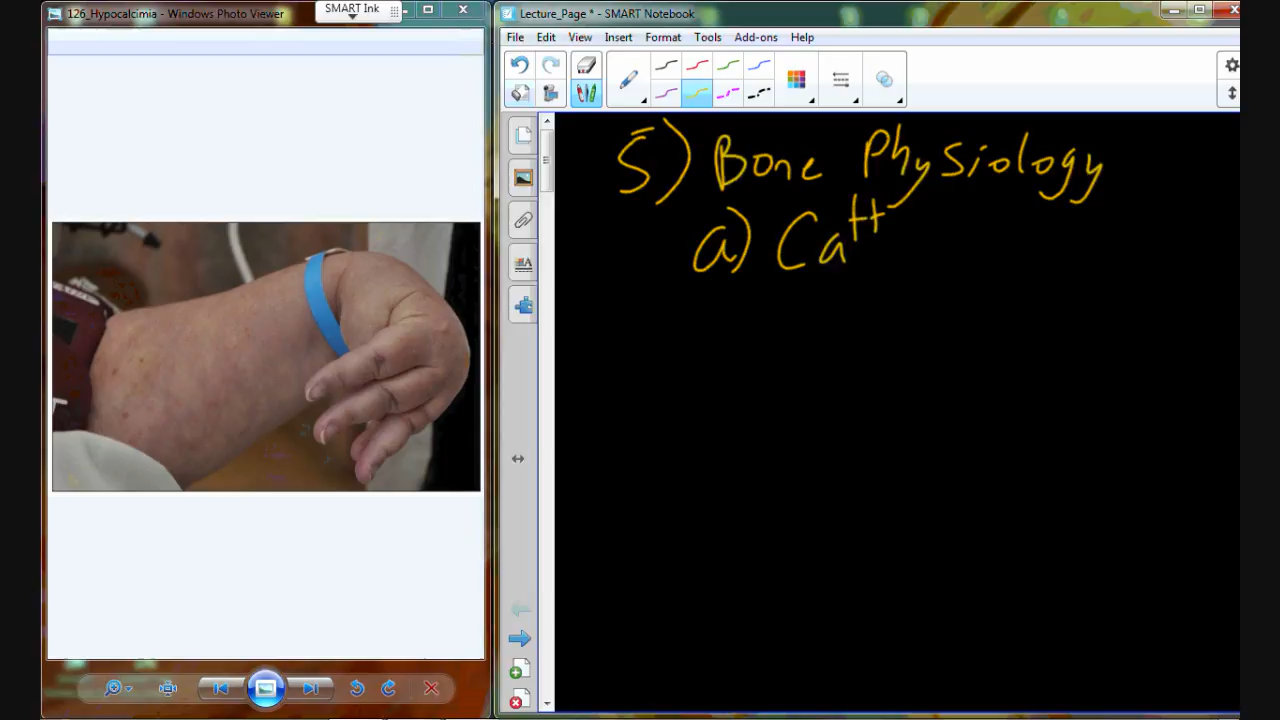 126_Hypocalcimia - Windows Photo Viewer
SMART Ink
Lecture_Page * - SMART Notebook
File Edit View Insert Format Tools Add-ons Help
5) Bone Physiology
a) Ca++